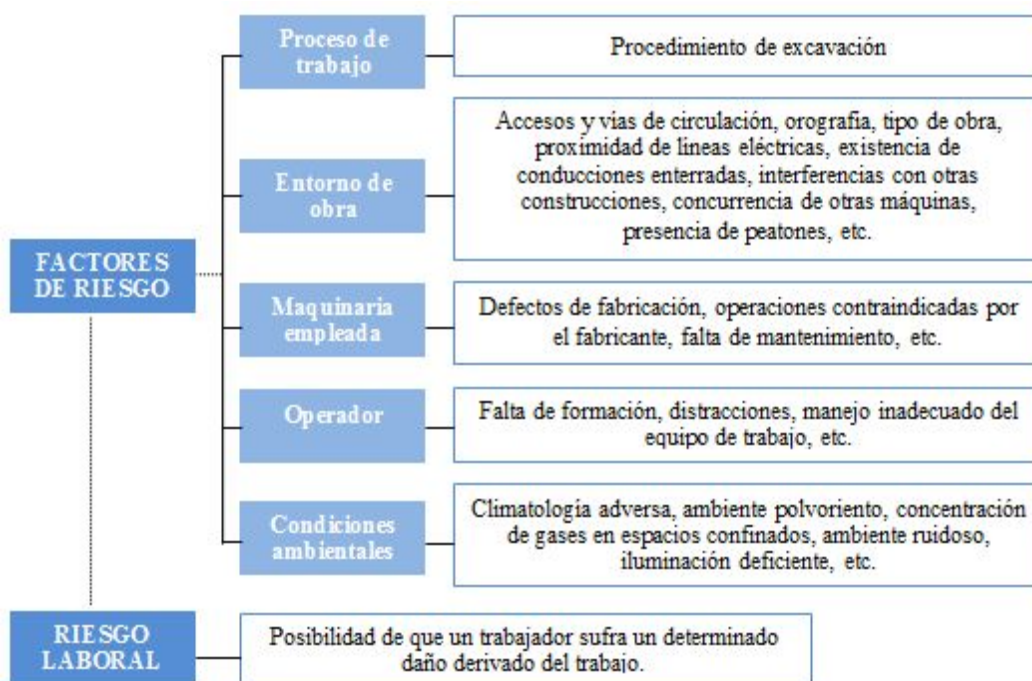 Proceso de
trabajo
Procedimiento de excavación
Entorno de
obra
Accesos y vías de circulación, orografía, tipo de obra,
proximidad de líneas eléctricas, existencia de
conducciones enterradas, interferencias con otras
construcciones, concurrencia de otras máquinas,
presencia de peatones, etc.
FACTORES
DE RIESGO
Maquinaria
empleada
Defectos de fabricación, operaciones contraindicadas por
el fabricante, falta de mantenimiento, etc.
Operador
Falta de formación, distracciones, manejo inadecuado del
equipo de trabajo, etc.
Condiciones
ambientales
Climatología adversa, ambiente polvoriento, concentración
de gases en espacios confinados, ambiente ruidoso,
iluminación deficiente, etc.
RIESGO
LABORAL
Posibilidad de que un trabajador sufra un determinado
daño derivado del trabajo.